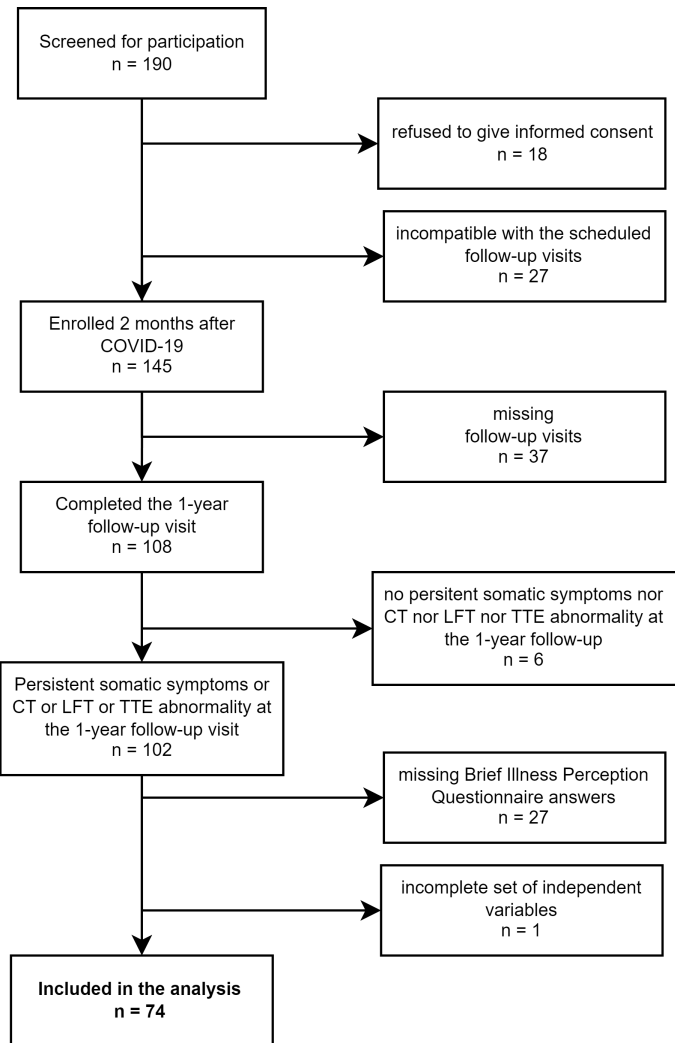 Screened for participation
n = 190
refused to give informed consent
n = 18
incompatible with the scheduled
follow-up visits
n = 27
Enrolled 2 months after
COVID-19
n = 145
missing
follow-up visits
n = 37
Completed the 1-year
follow-up visit
n = 108
no persitent somatic symptoms nor
CT nor LFT nor TTE abnormality at
the 1-year follow-up
n = 6
Persistent somatic symptoms or
CT or LFT or TTE abnormality at
the 1-year follow-up visit
n = 102
missing Brief Illness Perception
Questionnaire answers
n = 27
incomplete set of independent
variables
n = 1
Included in the analysis
n = 74